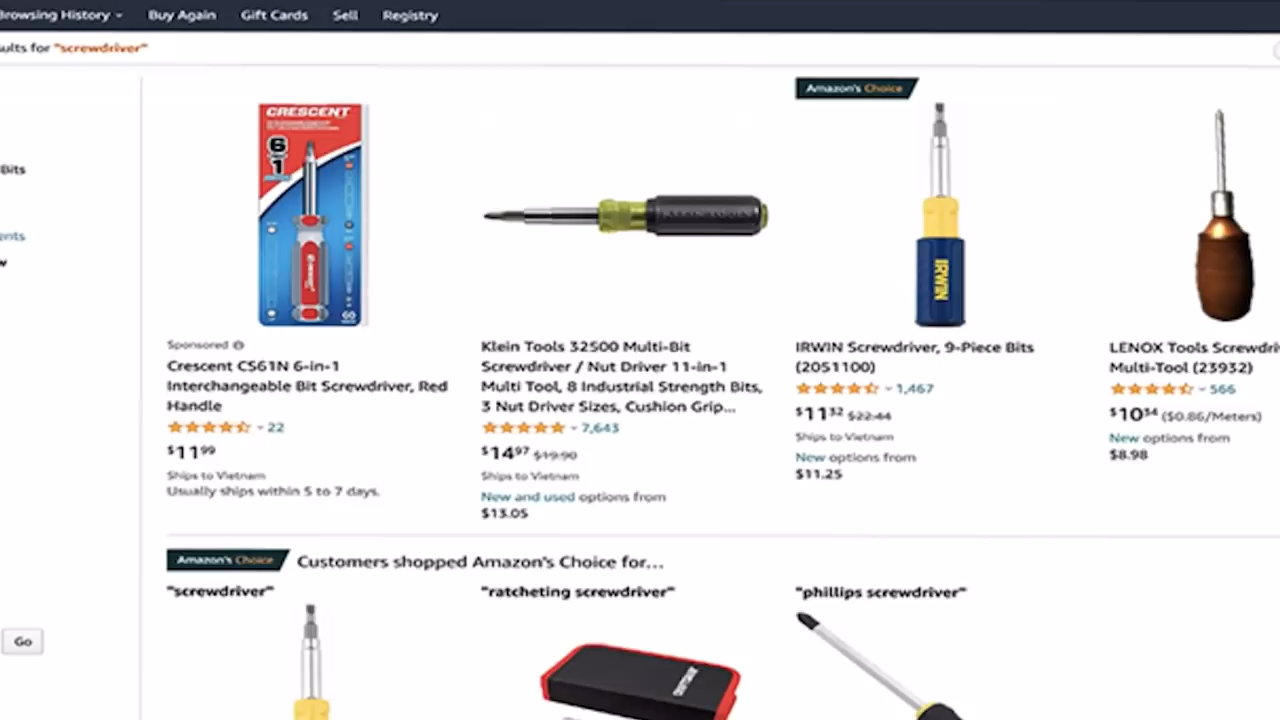 Browsing History
Buy Again
Gift Cards
Sell
Registry
ults for "screwdriver"
Bits
ents
w
Go
CRESCENT
6
in
1
Sponsored
Crescent CS61N 6-in-1
Interchangeable Bit Screwdriver, Red
Handle
22
$11.99
Ships to Vietnam
Usually ships within 5 to 7 days.
KLEIN TOOLS
Klein Tools 32500 Multi-Bit
Screwdriver / Nut Driver 11-in-1
Multi Tool, 8 Industrial Strength Bits,
3 Nut Driver Sizes, Cushion Grip...
7,643
$14.97 $19.90
Ships to Vietnam
New and used options from
$13.05
Amazon's Choice
IRWIN
IRWIN Screwdriver, 9-Piece Bits
(2051100)
1,467
$11.32 $22.44
Ships to Vietnam
New options from
$11.25
LENOX Tools Screwdri
Multi-Tool (23932)
566
$10.34 ($0.86/Meters)
New options from
$8.98
Amazon's Choice Customers shopped Amazon's Choice for...
"screwdriver"
"ratcheting screwdriver"
"phillips screwdriver"